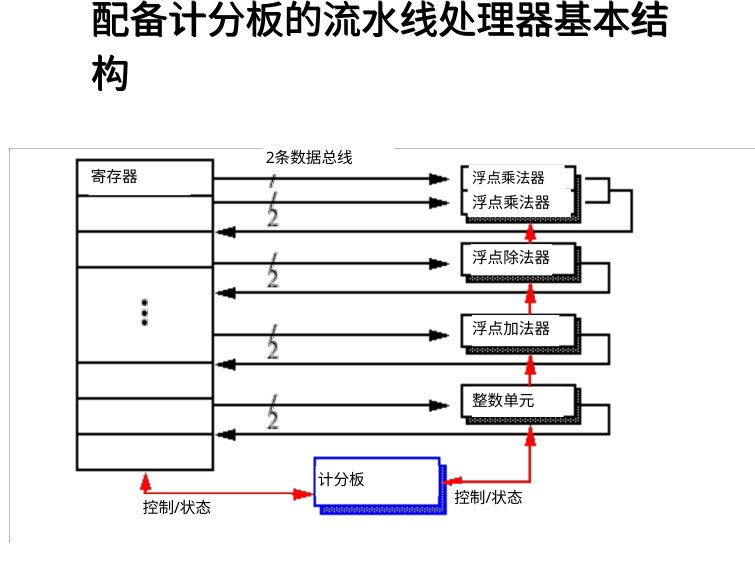 配备计分板的流水线处理器基本结
构
2条数据总线
寄存器
浮点乘法器
浮点乘法器
2
浮点除法器
2
浮点加法器
2
整数单元
2
计分板
控制/状态
控制/状态